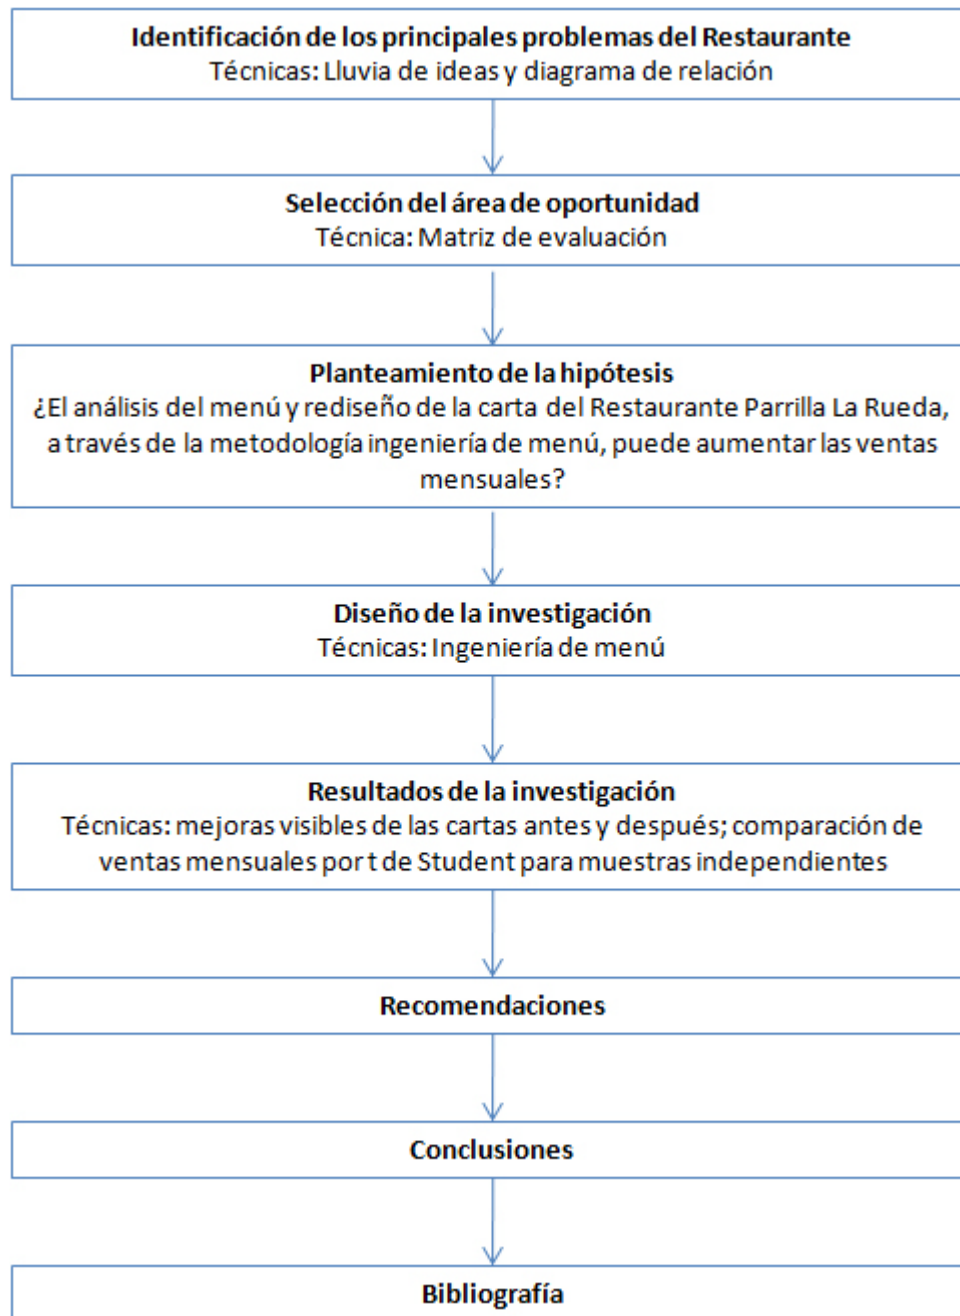 Identificación de los principales problemas del Restaurante
Técnicas: Lluvia de ideas y diagrama de relación
Selección del área de oportunidad
Técnica: Matriz de evaluación
Planteamiento de la hipótesis
¿El análisis del menú y rediseño de la carta del Restaurante Parrilla La Rueda,
a través de la metodología ingeniería de menú, puede aumentar las ventas
mensuales?
Diseño de la investigación
Técnicas: Ingeniería de menú
Resultados de la investigación
Técnicas: mejoras visibles de las cartas antes y después; comparación de
ventas mensuales por t de Student para muestras independientes
Recomendaciones
Conclusiones
Bibliografía